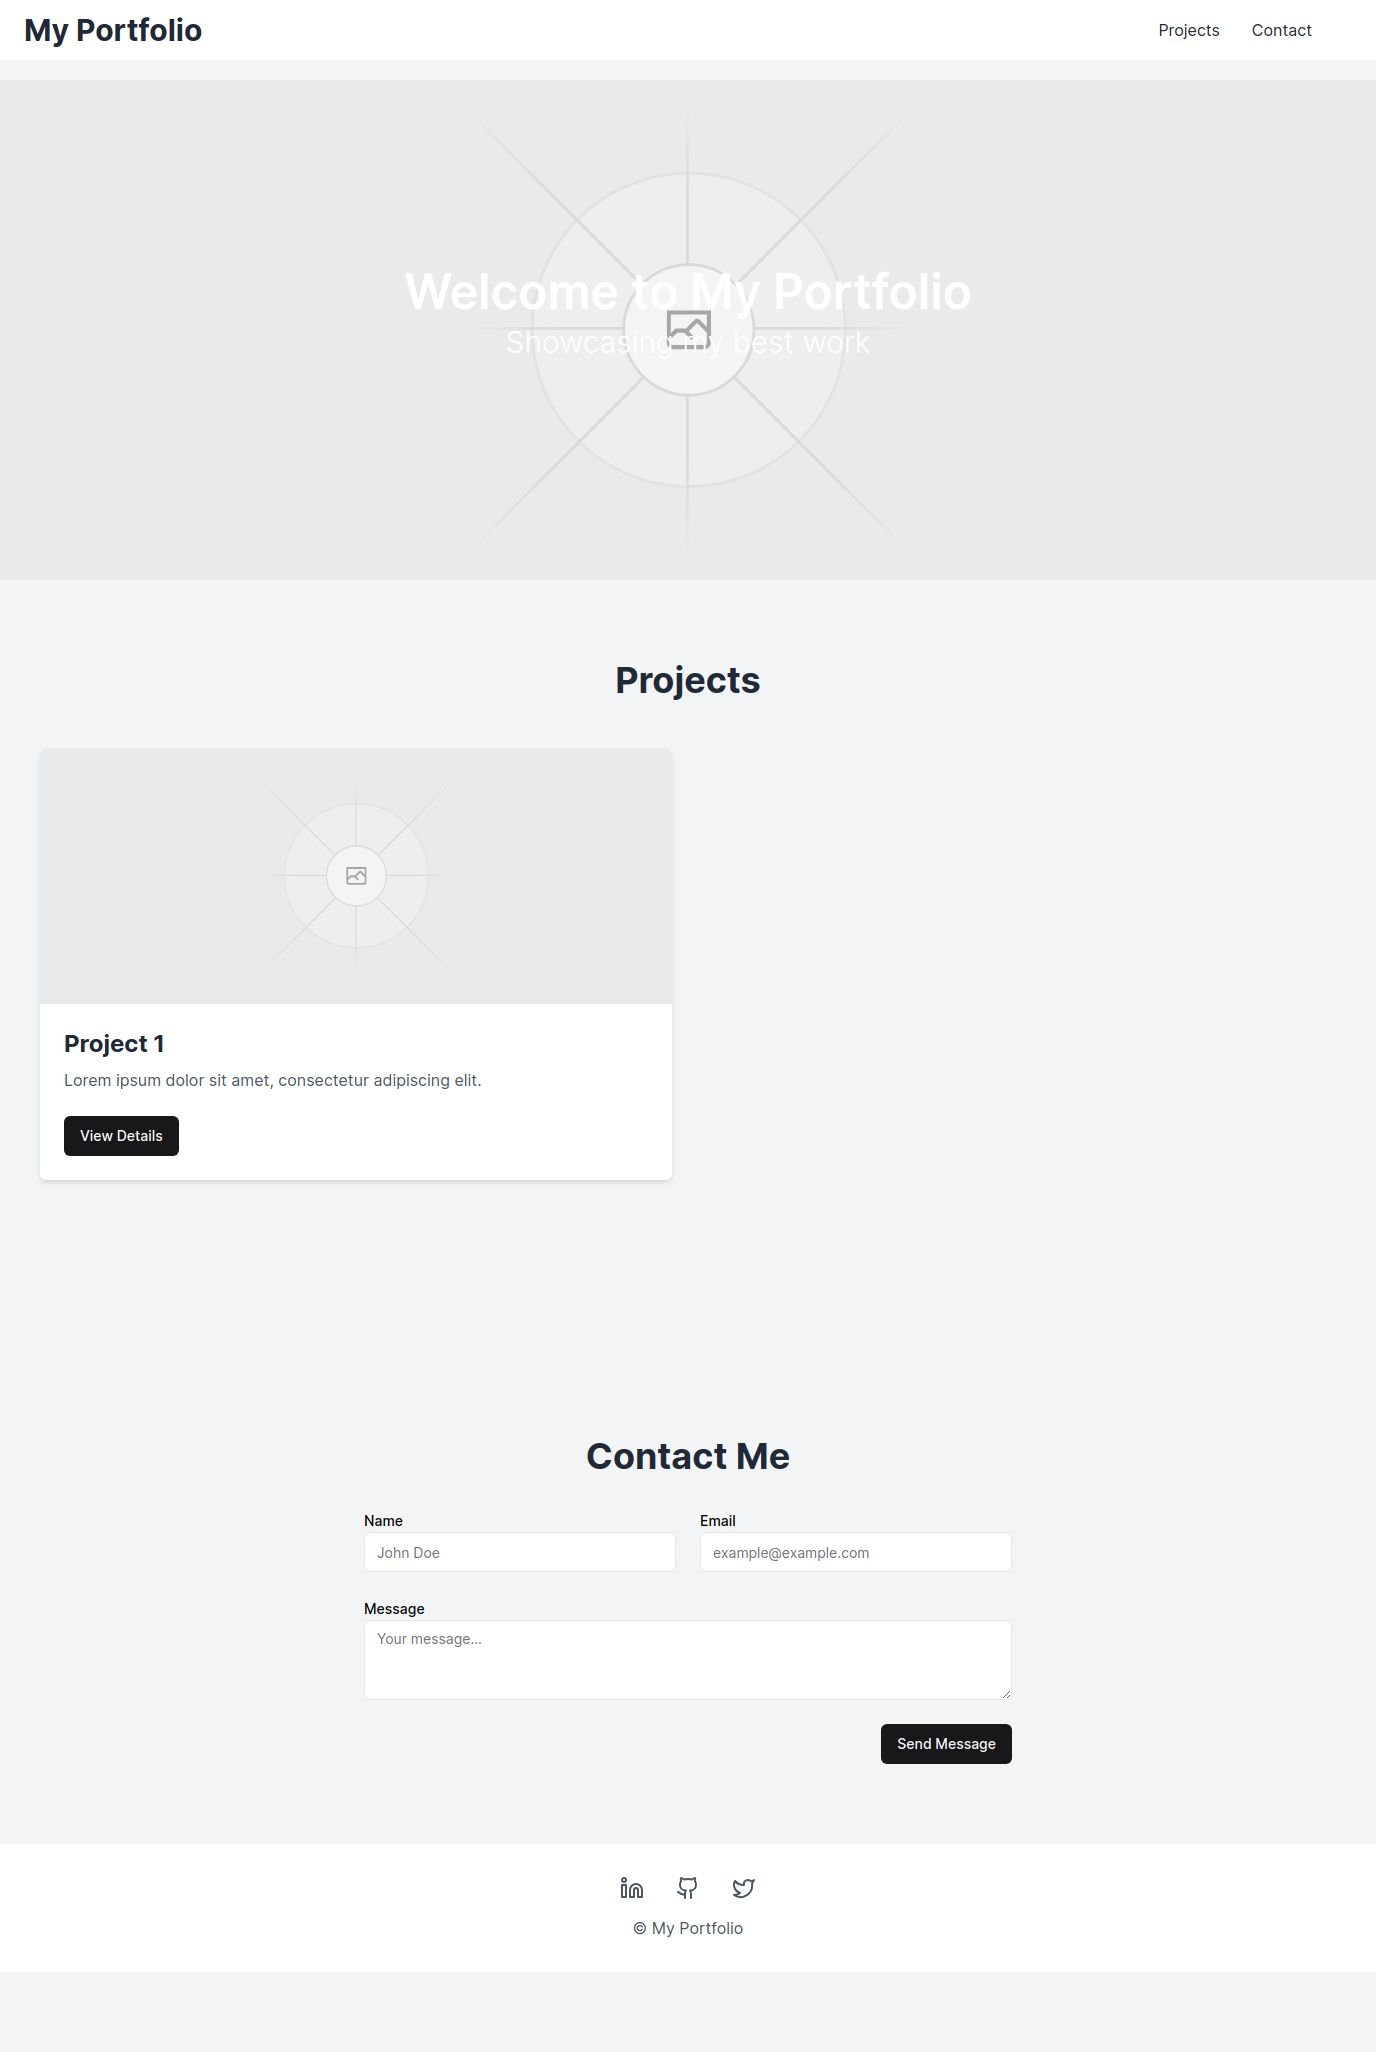 My Portfolio
Projects
Contact
Welcome to My Portfolio
Showcasing my best work
Projects
Project 1
Lorem ipsum dolor sit amet, consectetur adipiscing elit.
View Details
Contact Me
Name
Email
John Doe
example@example.com
Message
Your message...
Send Message
© My Portfolio